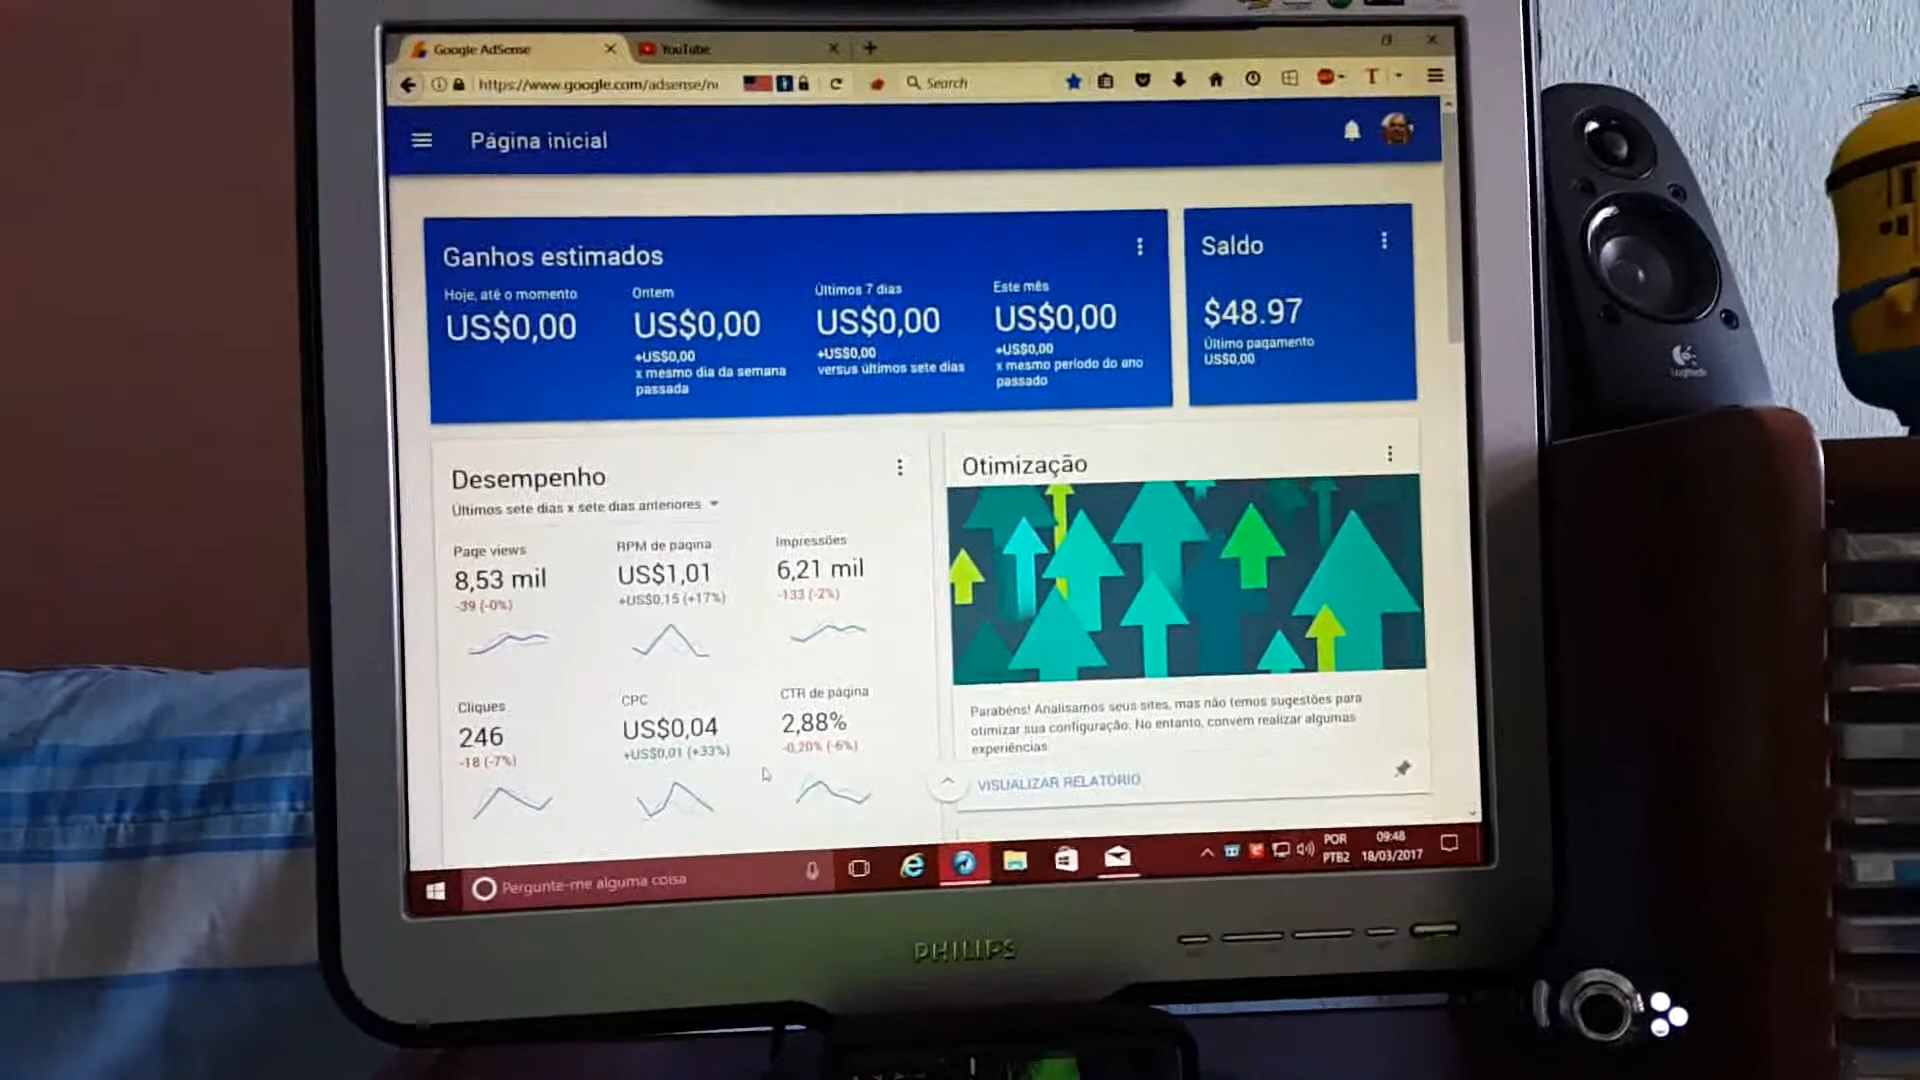 Google AdSense
YouTube
https://www.google.com/adsense/n
Search
T
Página inicial
Ganhos estimados
Hoje, até o momento
US$0,00
Ontem
US$0,00
+US$0,00
x mesmo dia da semana
passada
Últimos 7 dias
US$0,00
+US$0,00
versus últimos sete dias
Este mês
US$0,00
+US$0,00
x mesmo período do ano
passado
Saldo
$48.97
Último pagamento
US$0,00
Desempenho
Últimos sete dias x sete dias anteriores
Page views
8,53 mil
-39 (-0%)
RPM de página
US$1,01
+US$0,15 (+17%)
Impressões
6,21 mil
-133 (-2%)
Cliques
246
-18 (-7%)
CPC
US$0,04
+US$0,01 (+33%)
CTR de página
2,88%
-0,20% (-6%)
Otimização
Parabéns! Analisamos seus sites, mas não temos sugestões para
otimizar sua configuração. No entanto, convém realizar algumas
experiências.
VISUALIZAR RELATÓRIO
Pergunte-me alguma coisa
POR
PTB2
09:48
18/03/2017
PHILIPS
Logitech